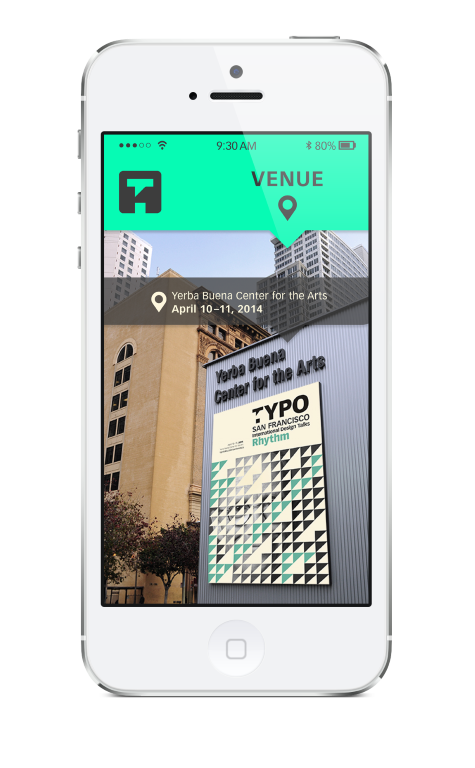 9:30 AM
80%
VENUE
Yerba Buena Center for the Arts
April 10–11, 2014
Yerba Buena
Center for the Arts
TYPO
SAN FRANCISCO
International Design Talks
Rhythm